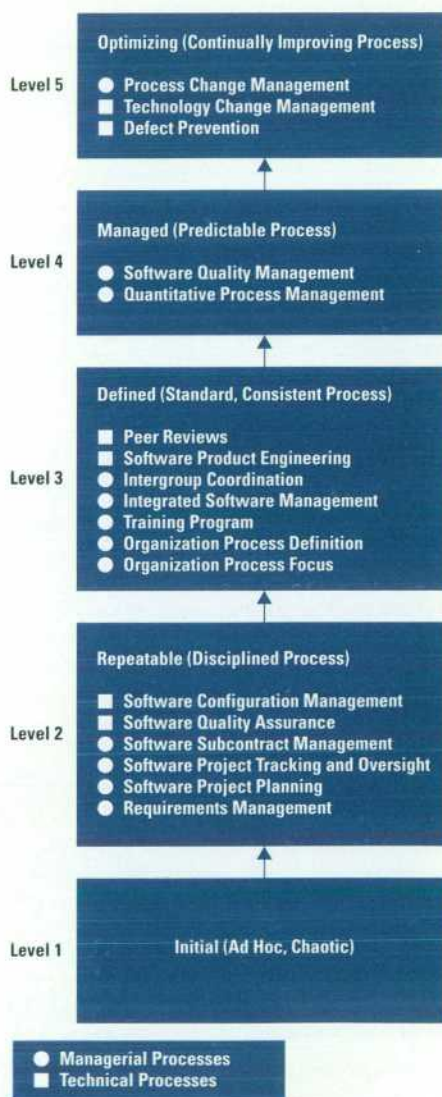 Optimizing (Continually Improving Process)
Level 5
Process Change Management
Technology Change Management
Defect Prevention
Managed (Predictable Process)
Level 4
Software Quality Management
Quantitative Process Management
Defined (Standard, Consistent Process)
Peer Reviews
Software Product Engineering
Level 3
Intergroup Coordination
Integrated Software Management
Training Program
Organization Process Definition
Organization Process Focus
Repeatable (Disciplined Process)
Software Configuration Management
Software Quality Assurance
Level 2
Software Subcontract Management
Software Project Tracking and Oversight
Software Project Planning
Requirements Management
Level 1
Initial (Ad Hoc, Chaotic)
Managerial Processes
Technical Processes